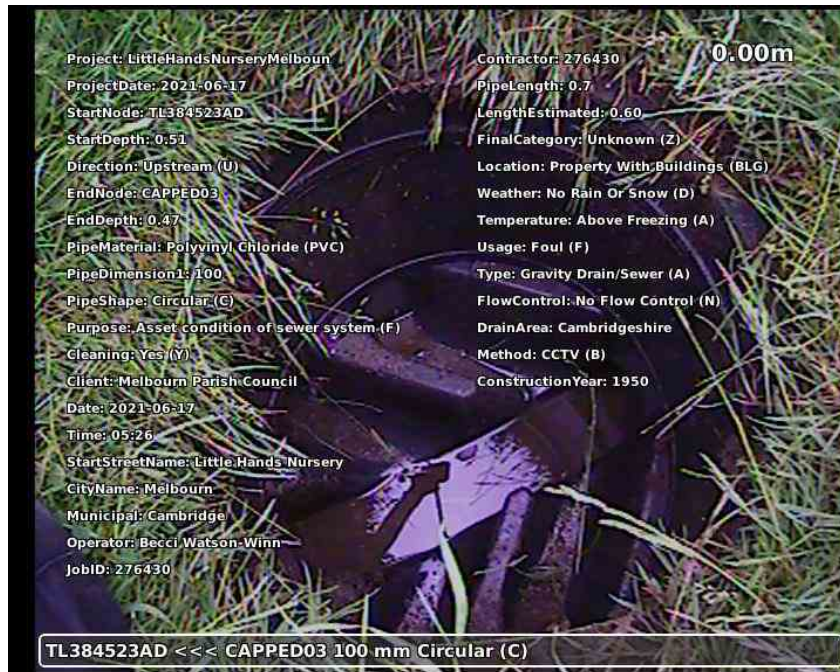 0.00m
Project: LittleHandsNurseryMelboun
ProjectDate: 2021-06-17
StartNode: TL384523AD
StartDepth: 0.51
Direction: Upstream (U)
EndNode: CAPPED03
EndDepth: 0.47
PipeMaterial: Polyvinyl Chloride (PVC)
PipeDimension1: 100
PipeShape: Circular (C)
Purpose: Asset condition of sewer system (F)
Cleaning: Yes (Y)
Client: Melbourn Parish Council
Date: 2021-06-17
Time: 05:26
StartStreetName: Little Hands Nursery
CityName: Melbourn
Municipal: Cambridge
Operator: Becci Watson-Winn
JobID: 276430
Contractor: 276430
PipeLength: 0.7
LengthEstimated: 0.60
FinalCategory: Unknown (Z)
Location: Property With Buildings (BLG)
Weather: No Rain Or Snow (D)
Temperature: Above Freezing (A)
Usage: Foul (F)
Type: Gravity Drain/Sewer (A)
FlowControl: No Flow Control (N)
DrainArea: Cambridgeshire
Method: CCTV (B)
ConstructionYear: 1950
TL384523AD <<< CAPPED03 100 mm Circular (C)